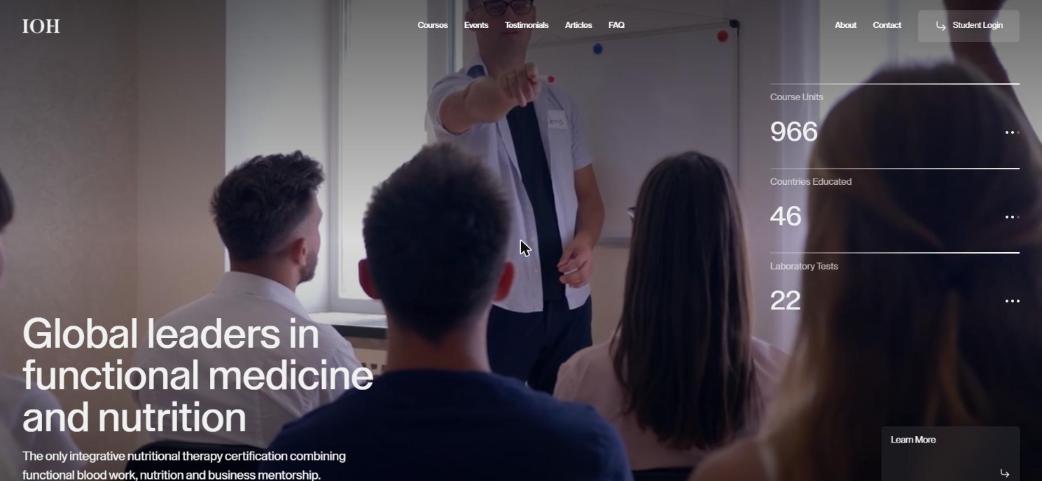 IOH
Courses Events Testimonials Articles FAQ
About Contact Student Login
Course Units
966
Countries Educated
46
Laboratory Tests
22
Global leaders in
functional medicine
and nutrition
The only integrative nutritional therapy certification combining
functional blood work, nutrition and business mentorship.
Learn More